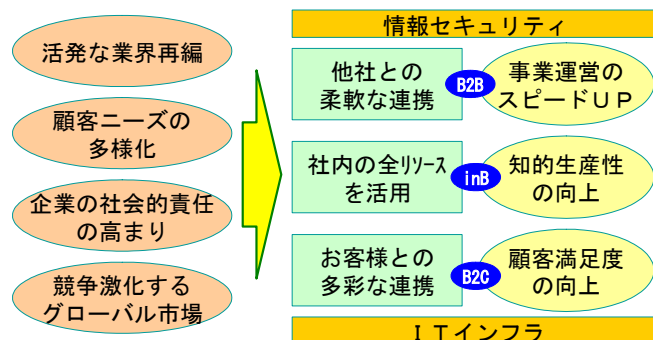 活発な業界再編
顧客ニーズの
多様化
企業の社会的責任
の高まり
競争激化する
グローバル市場
情報セキュリティ
他社との
柔軟な連携
B2B
事業運営の
スピードＵＰ
社内の全ﾘｿｰｽ
を活用
inB
知的生産性
の向上
お客様との
多彩な連携
B2C
顧客満足度
の向上
ＩＴインフラ